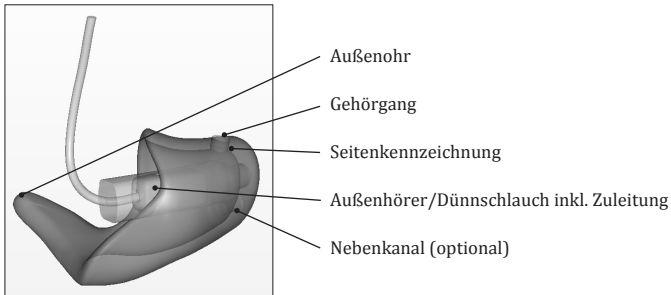 Außenohr
Gehörgang
Seitenkennzeichnung
Außenhörer/Dünnschlauch inkl. Zuleitung
Nebenkanal (optional)